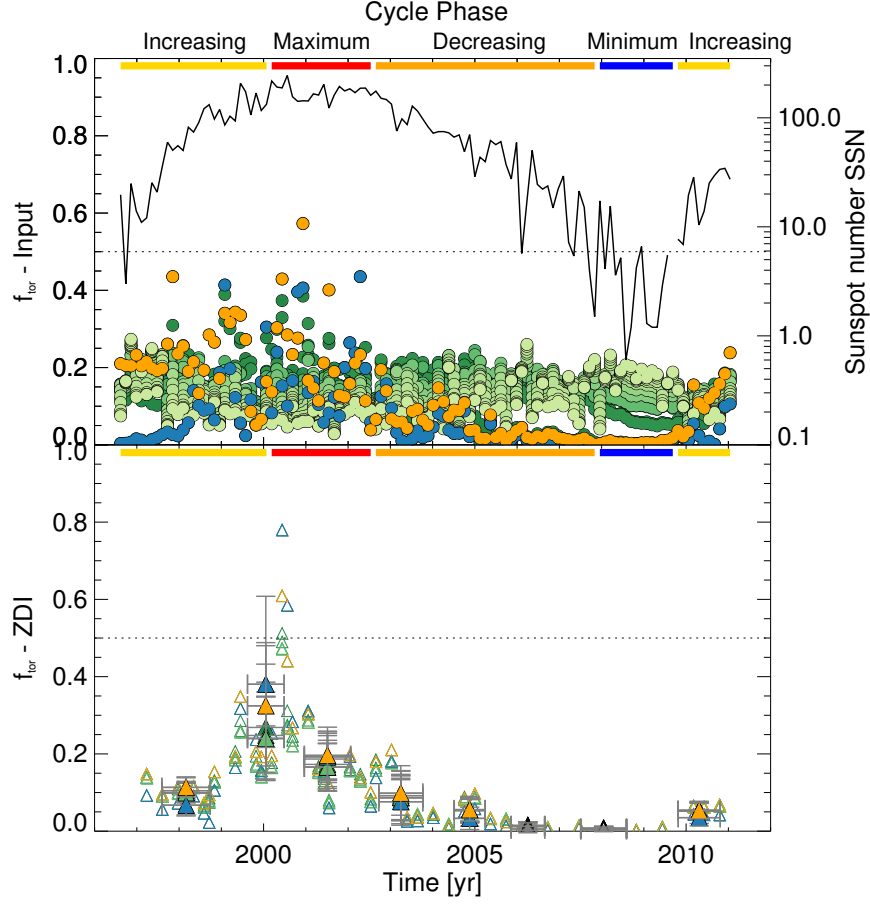 Cycle Phase
Increasing Maximum Decreasing Minimum Increasing
1.0
0.8
0.6
0.4
0.2
0.0
f_tor - Input
100.0
10.0
1.0
0.1
Sunspot number SSN
1.0
0.8
0.6
0.4
0.2
0.0
f_tor - ZDI
2000 2005 2010
Time [yr]